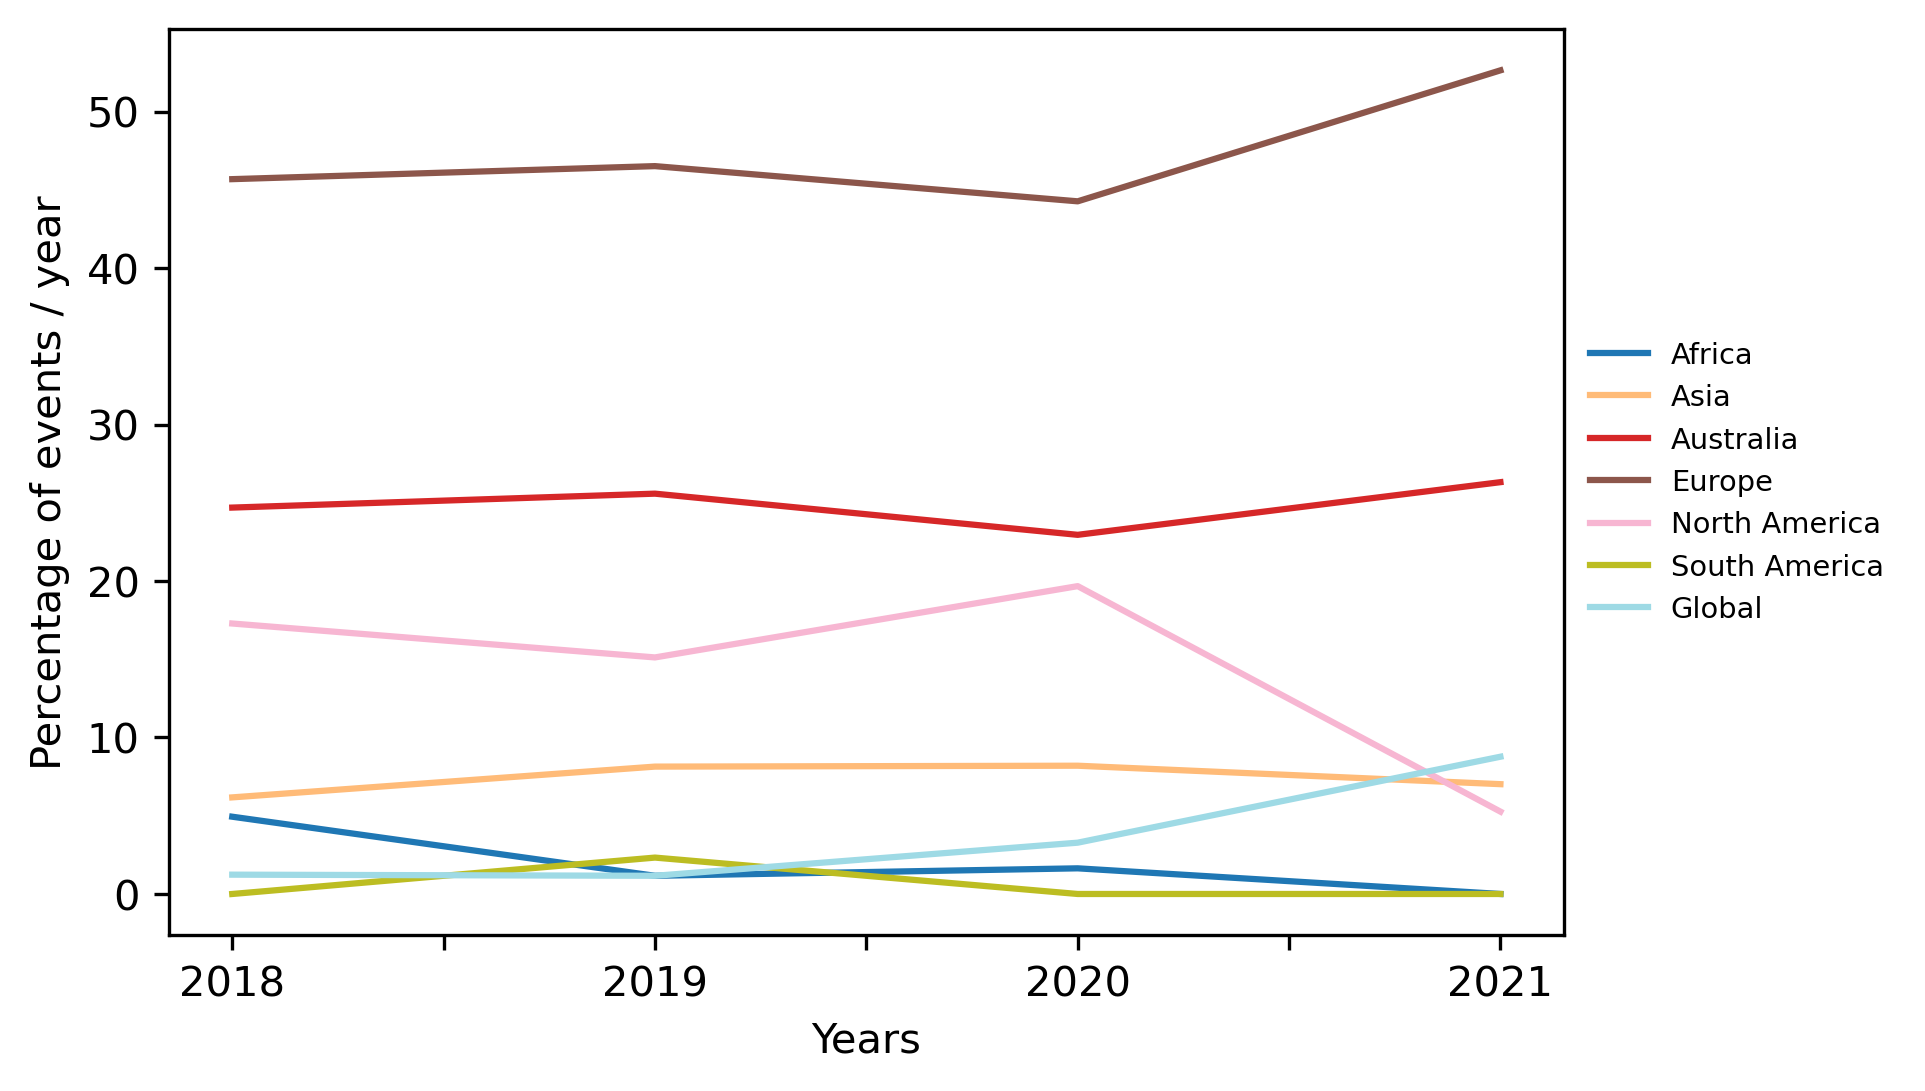 Percentage of events / year
50
40
30
20
10
0
2018
2019
2020
2021
Years
Africa
Asia
Australia
Europe
North America
South America
Global